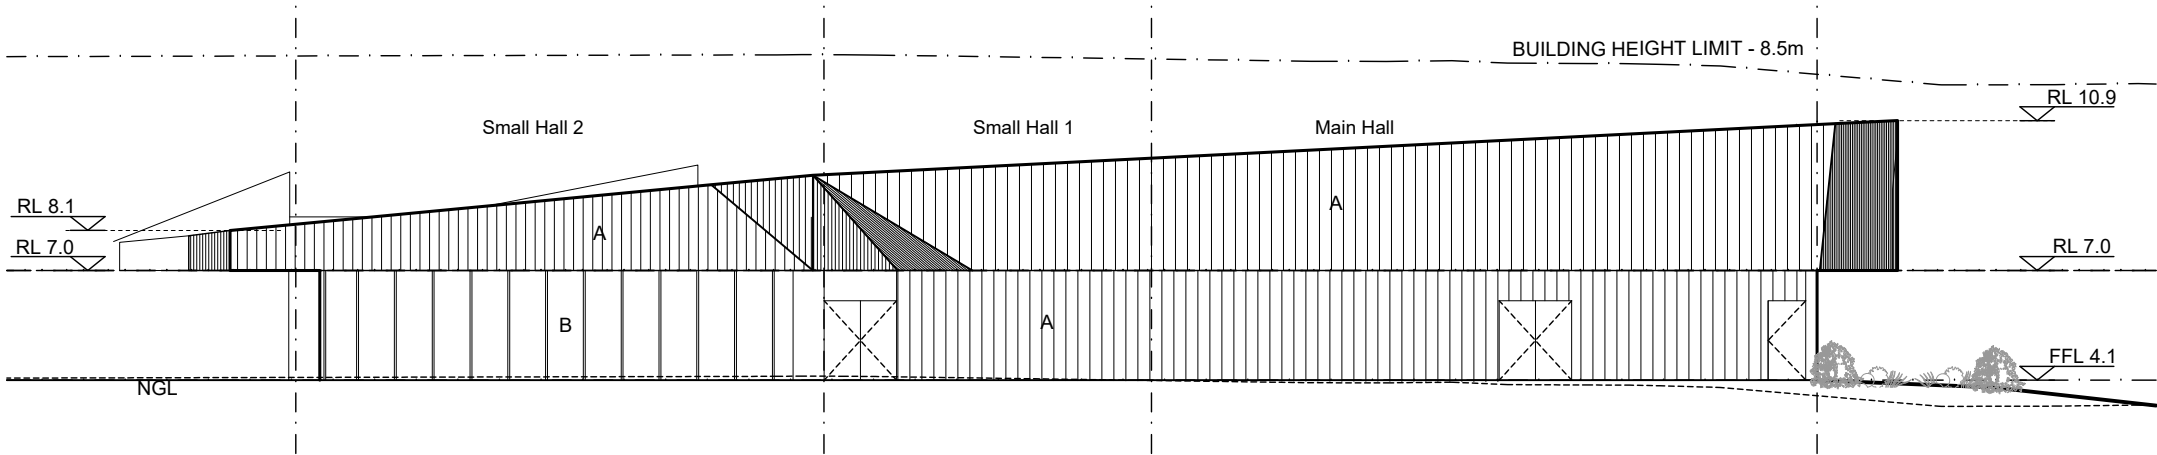 BUILDING HEIGHT LIMIT - 8.5m
RL 10.9
Small Hall 2
Small Hall 1
Main Hall
RL 8.1
A
A
RL 7.0
RL 7.0
B
A
FFL 4.1
NGL